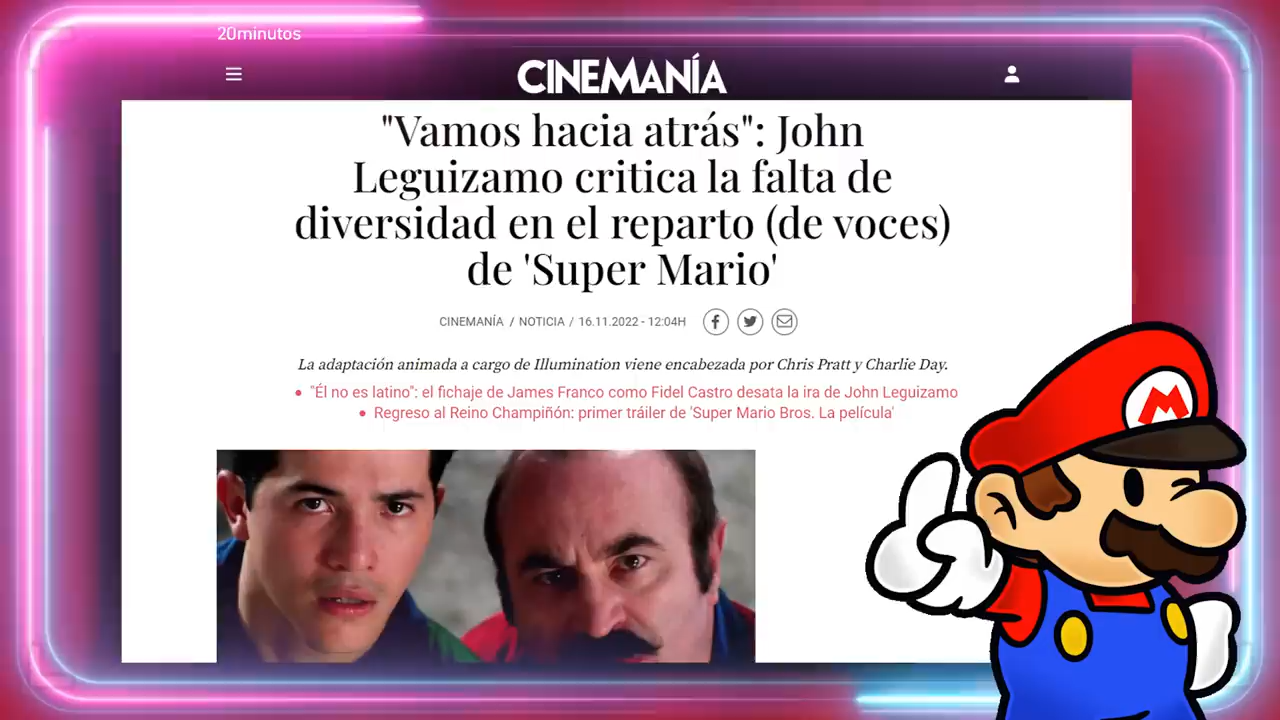 20minutos
CINEMANÍA
"Vamos hacia atrás": John
Leguizamo critica la falta de
diversidad en el reparto (de voces)
de 'Super Mario'
CINEMANÍA / NOTICIA / 16.11.2022 - 12:04H
La adaptación animada a cargo de Illumination viene encabezada por Chris Pratt y Charlie Day.
• "Él no es latino": el fichaje de James Franco como Fidel Castro desata la ira de John Leguizamo
• Regreso al Reino Champiñón: primer tráiler de 'Super Mario Bros. La película'
M